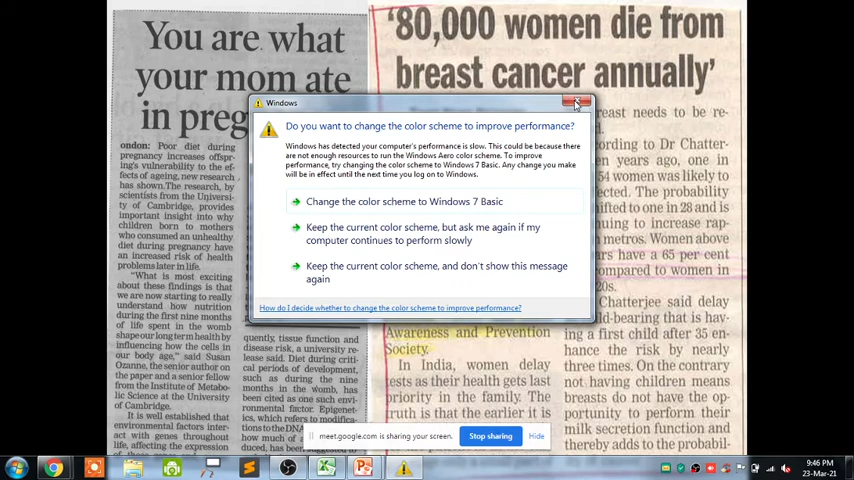 You are what
your mom ate
in preg
ondon: Poor diet during
pregnancy increases offspr-
ing's vulnerability to the
effects of ageing, new research
has shown.The research, by
scientists from the Universi-
ty of Cambridge, provides
important insight into why
children born to mothers
who consumed an unhealthy
diet during pregnancy have
an increased risk of health
problems later in life.
"What is most exciting
about these findings is that
we are now starting to really
understand how nutrition
during the first nine months
of life spent in the womb
shape our long term health by
influencing how the cells in
our body age," said Susan
Ozanne, the senior author on
the paper and a senior fellow
from the Institute of Metabo-
lic Science at the University
of Cambridge.
It is well established that
environmental factors inter-
act with genes throughout
life, affecting the expression
quently, tissue function and
disease risk, a university re-
lease said. Diet during criti-
cal periods of development,
such as during the nine
months in the womb, has
been cited as one such envi-
ronmental factor. Epigenet-
ics, which refers to modifica-
tions to the DNA
how much of a
duced, has been suggested to
'80,000 women die from
breast cancer annually'
reast needs to be re-
d.
cording to Dr Chatter-
en years ago, one in
54 women was likely to
fected. The probability
shifted to one in 28 and is
nuing to increase rap-
metros. Women above
ars have a 65 per cent
compared to women in
20s.
Chatterjee said delay
ld-bearing that is hav-
ing a first child after 35 en-
hance the risk by nearly
three times. On the contrary
not having children means
breasts do not have the op-
portunity to perform their
milk secretion function and
thereby adds to the probabil-
Awareness and Prevention
Society.
In India, women delay
tests as their health gets last
priority in the family. The
truth is that the earlier it is
Windows
Do you want to change the color scheme to improve performance?
Windows has detected your computer's performance is slow. This could be because there
are not enough resources to run the Windows Aero color scheme. To improve
performance, try changing the color scheme to Windows 7 Basic. Any change you make
will be in effect until the next time you log on to Windows.
Change the color scheme to Windows 7 Basic
Keep the current color scheme, but ask me again if my
computer continues to perform slowly
Keep the current color scheme, and don't show this message
again
How do I decide whether to change the color scheme to improve performance?
meet.google.com is sharing your screen.
Stop sharing
Hide
9:46 PM
23-Mar-21